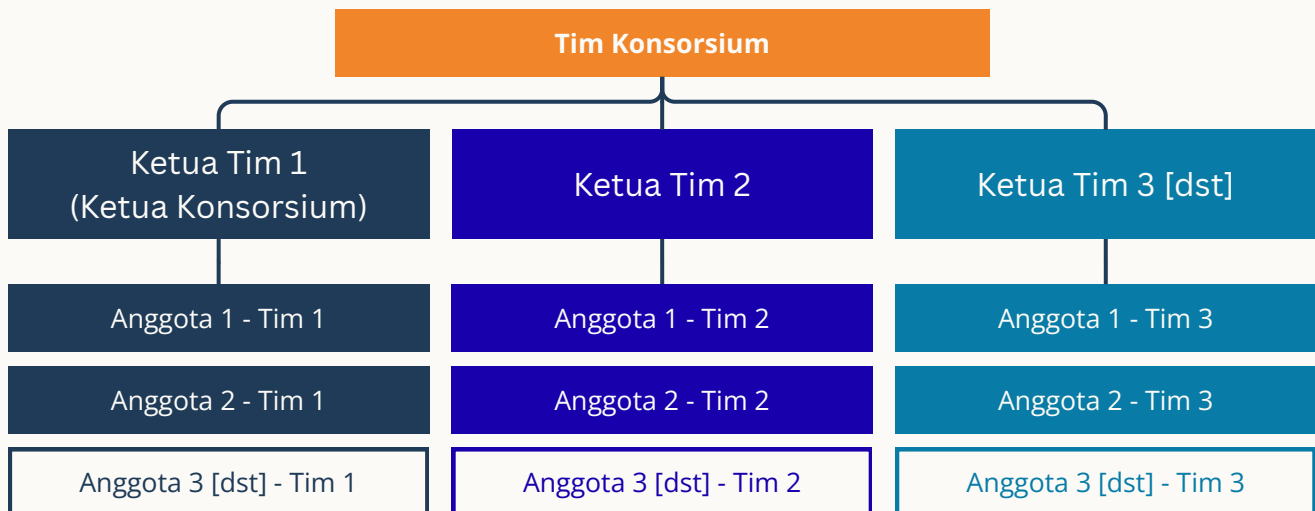 Tim Konsorsium
Ketua Tim 1
(Ketua Konsorsium)
Ketua Tim 2
Ketua Tim 3 [dst]
Anggota 1 - Tim 1
Anggota 1 - Tim 2
Anggota 1 - Tim 3
Anggota 2 - Tim 1
Anggota 2 - Tim 2
Anggota 2 - Tim 3
Anggota 3 [dst] - Tim 1
Anggota 3 [dst] - Tim 2
Anggota 3 [dst] - Tim 3